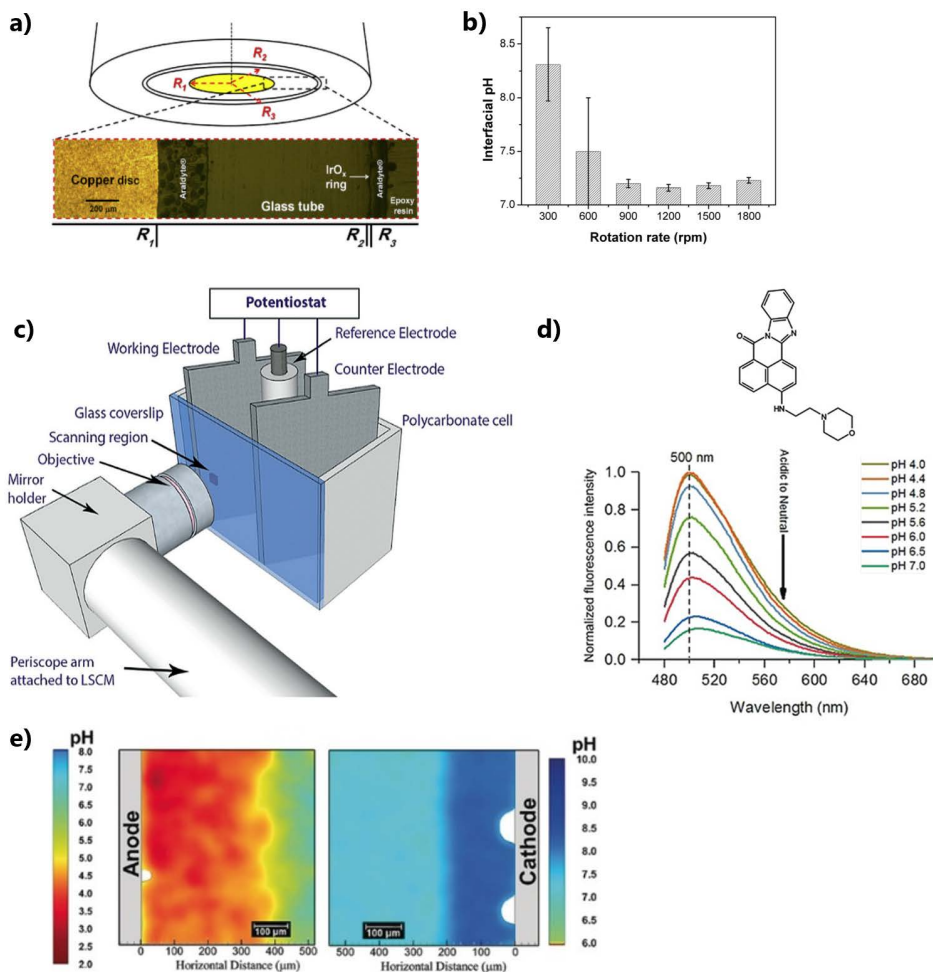 a)
R₂
R₁
R₃
Copper disc
200 μm
Araldyte®
Glass tube
IrOₓ
ring
Araldyte®
Epoxy
resin
R₁
R₂
R₃
b)
Interfacial pH
8.5
8.0
7.5
7.0
300 600 900 1200 1500 1800
Rotation rate (rpm)
c)
Potentiostat
Reference Electrode
Working Electrode
Counter Electrode
Glass coverslip
Polycarbonate cell
Scanning region
Objective
Mirror
holder
Periscope arm
attached to LSCM
d)
O
N
N
HN
N
O
500 nm
Acidic to Neutral
pH 4.0
pH 4.4
pH 4.8
pH 5.2
pH 5.6
pH 6.0
pH 6.5
pH 7.0
Normalized fluorescence intensity
1.0
0.8
0.6
0.4
0.2
0.0
480 520 560 600 640 680
Wavelength (nm)
e)
pH
8.0
7.5
7.0
6.5
6.0
5.5
5.0
4.5
4.0
3.5
3.0
2.5
2.0
Anode
100 μm
0 100 200 300 400 500
Horizontal Distance (μm)
Cathode
100 μm
500 400 300 200 100 0
Horizontal Distance (μm)
pH
10.0
9.5
9.0
8.5
8.0
7.5
7.0
6.5
6.0